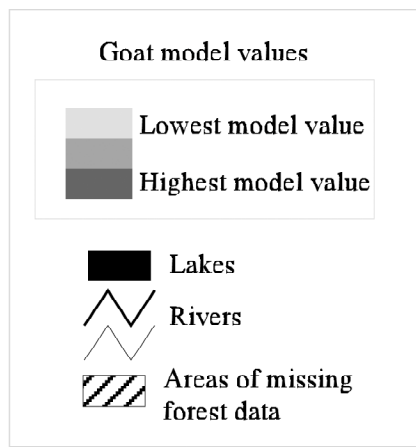 Goat model values
Lowest model value
Highest model value
Lakes
Rivers
Areas of missing
forest data